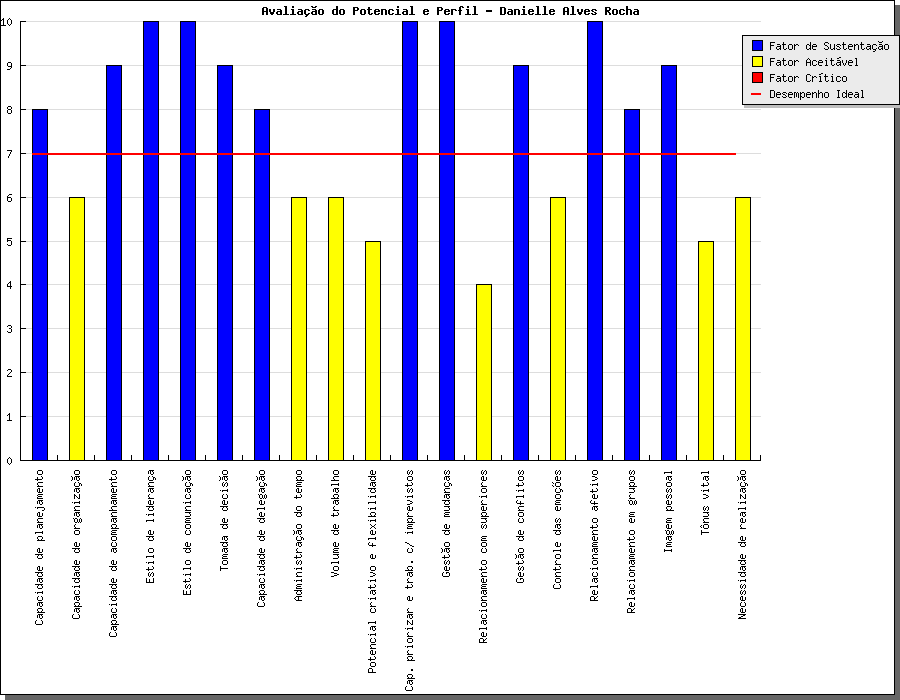 Avaliação do Potencial e Perfil - Danielle Alves Rocha
Fator de Sustentação
Fator Aceitável
Fator Crítico
Desempenho Ideal
10
9
8
7
6
5
4
3
2
1
0
Capacidade de planejamento
Capacidade de organização
Capacidade de acompanhamento
Estilo de liderança
Estilo de comunicação
Tomada de decisão
Capacidade de delegação
Administração do tempo
Volume de trabalho
Potencial criativo e flexibilidade
Cap. priorizar e trab. c/ imprevistos
Gestão de mudanças
Relacionamento com superiores
Gestão de conflitos
Controle das emoções
Relacionamento afetivo
Relacionamento em grupos
Imagem pessoal
Tônus vital
Necessidade de realização